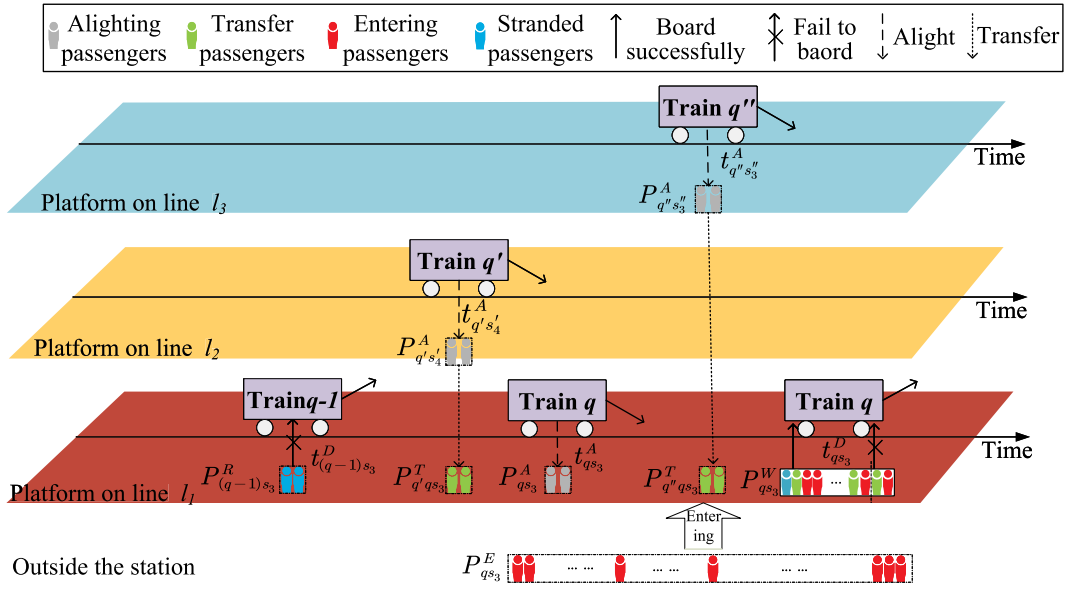 Alighting passengers
Transfer passengers
Entering passengers
Stranded passengers
Board successfully
Fail to baord
Alight
Transfer
Train q''
Time
t^A_{q''s''_3}
P^A_{q''s''_3}
Platform on line l_3
Train q'
Time
t^A_{q's'_4}
P^A_{q's'_4}
Platform on line l_2
Trainq-1
Train q
Train q
Time
t^D_{(q-1)s_3}
t^A_{qs_3}
t^D_{qs_3}
P^R_{(q-1)s_3}
P^T_{q'qs_3}
P^A_{qs_3}
P^T_{q''qs_3}
P^W_{qs_3}
...
Platform on line l_1
Enter
ing
P^E_{qs_3}
... ... ... ... ... ...
Outside the station